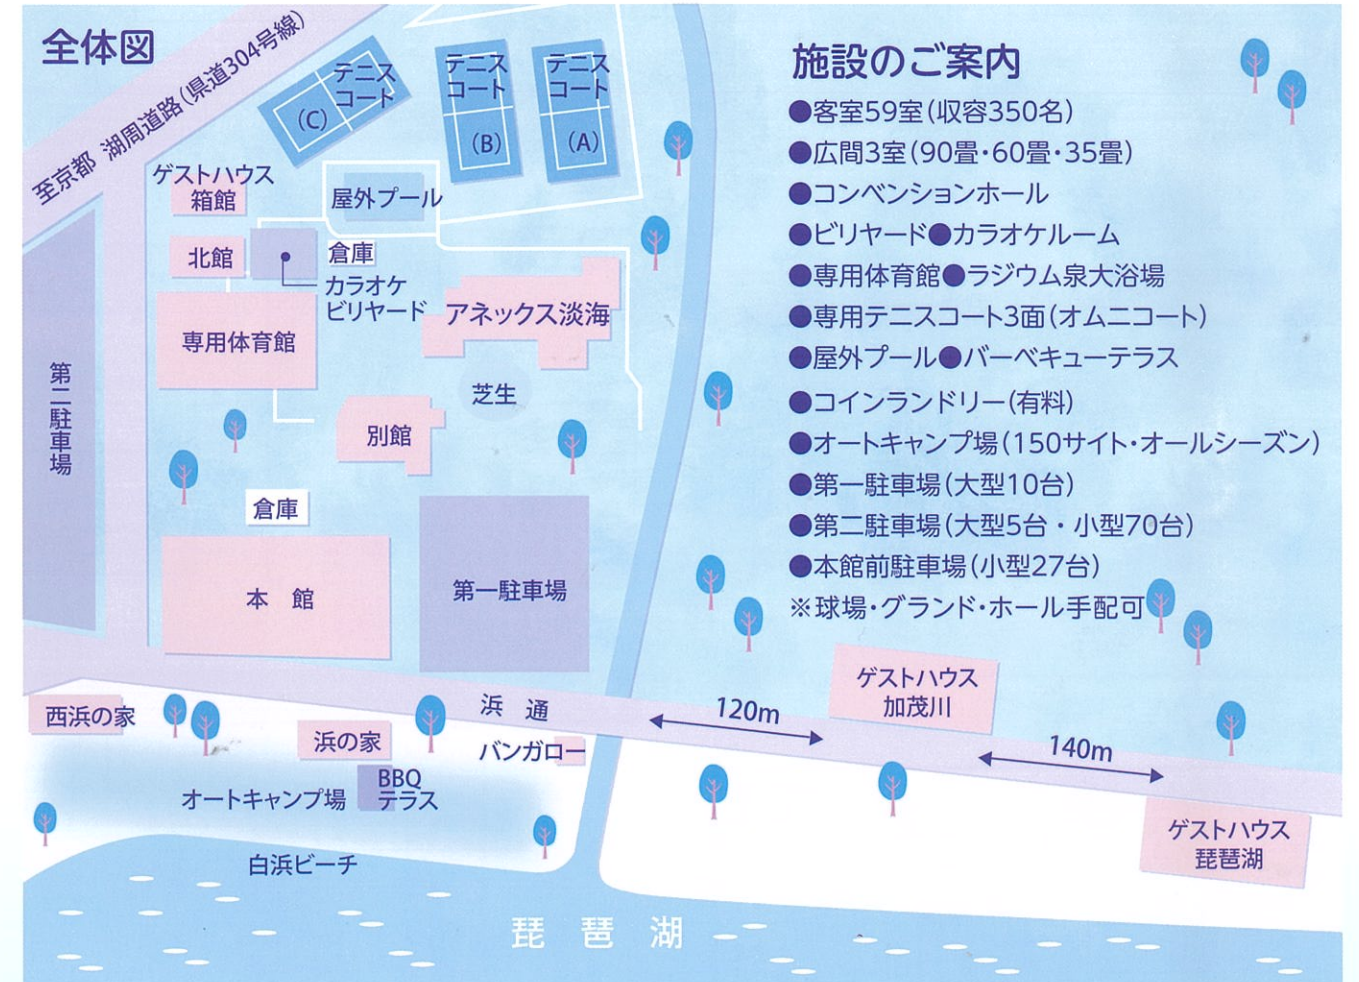 全体図
至京都 湖周道路(県道304号線)
テニス
コート
(C)
テニス
コート
(B)
テニス
コート
(A)
ゲストハウス
箱館
屋外プール
北館
倉庫
カラオケ
ビリヤード
アネックス淡海
専用体育館
第二駐車場
芝生
別館
倉庫
本 館
第一駐車場
西浜の家
浜の家
浜 通
バンガロー
オートキャンプ場
BBQ
テラス
白浜ビーチ
琵 琶 湖
120m
ゲストハウス
加茂川
140m
ゲストハウス
琵琶湖
施設のご案内
●客室59室(収容350名)
●広間3室(90畳・60畳・35畳)
●コンベンションホール
●ビリヤード●カラオケルーム
●専用体育館●ラジウム泉大浴場
●専用テニスコート3面(オムニコート)
●屋外プール●バーベキューテラス
●コインランドリー(有料)
●オートキャンプ場(150サイト・オールシーズン)
●第一駐車場(大型10台)
●第二駐車場(大型5台・小型70台)
●本館前駐車場(小型27台)
※球場・グランド・ホール手配可